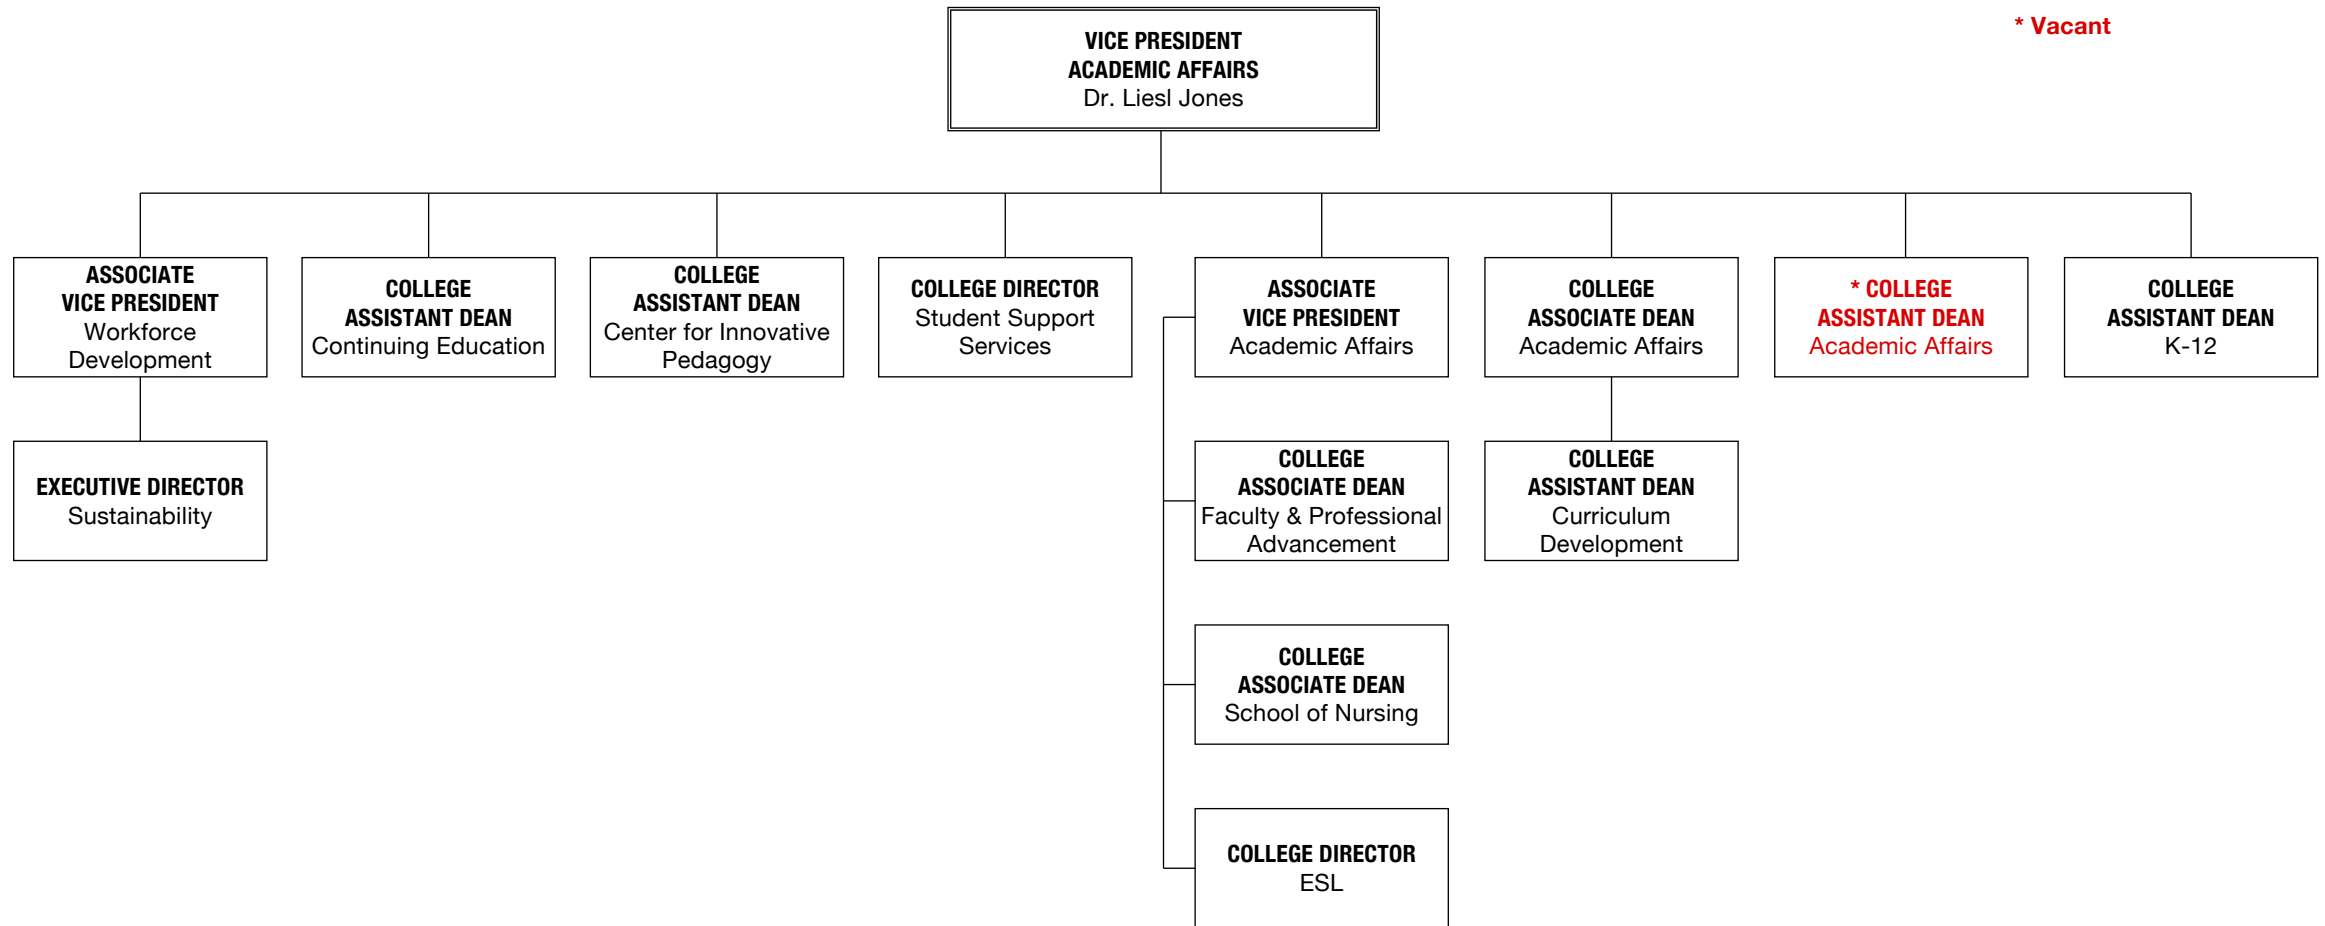 * Vacant
VICE PRESIDENT
ACADEMIC AFFAIRS
Dr. Liesl Jones
ASSOCIATE
VICE PRESIDENT
Workforce
Development
COLLEGE
ASSISTANT DEAN
Continuing Education
COLLEGE
ASSISTANT DEAN
Center for Innovative
Pedagogy
COLLEGE DIRECTOR
Student Support
Services
ASSOCIATE
VICE PRESIDENT
Academic Affairs
COLLEGE
ASSOCIATE DEAN
Academic Affairs
* COLLEGE
ASSISTANT DEAN
Academic Affairs
COLLEGE
ASSISTANT DEAN
K-12
EXECUTIVE DIRECTOR
Sustainability
COLLEGE
ASSOCIATE DEAN
Faculty & Professional
Advancement
COLLEGE
ASSISTANT DEAN
Curriculum
Development
COLLEGE
ASSOCIATE DEAN
School of Nursing
COLLEGE DIRECTOR
ESL